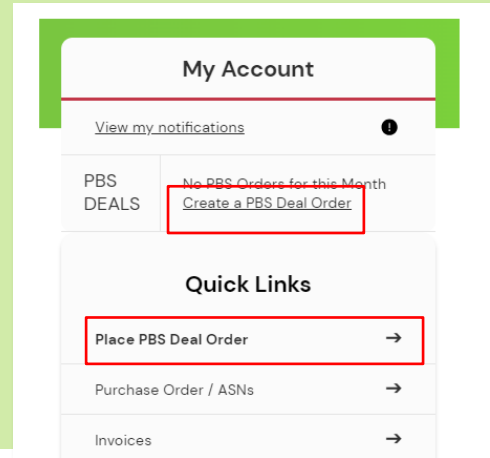 My Account
View my notifications
PBS DEALS
No PBS Orders for this Month
Create a PBS Deal Order
Quick Links
Place PBS Deal Order
Purchase Order / ASNs
Invoices